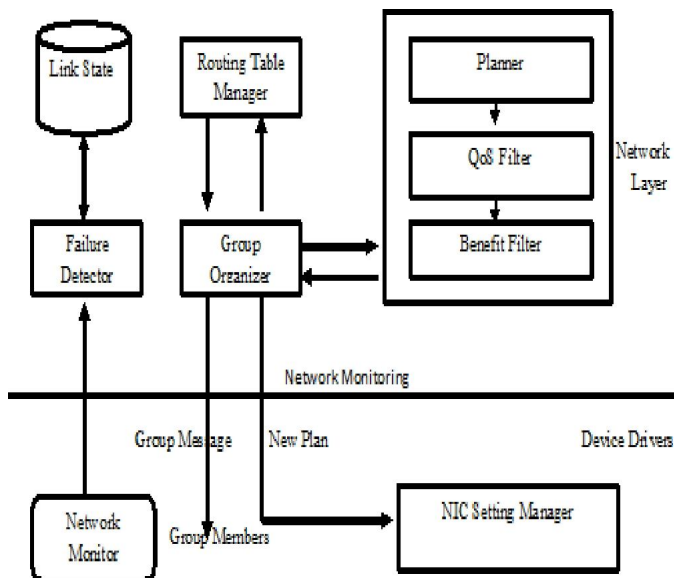 Link State
Routing Table
Manager
Planner
QoS Filter
Network
Layer
Failure
Detector
Group
Organizer
Benefit Filter
Network Monitoring
Group Message
New Plan
Device Drivers
Network
Monitor
Group Members
NIC Setting Manager